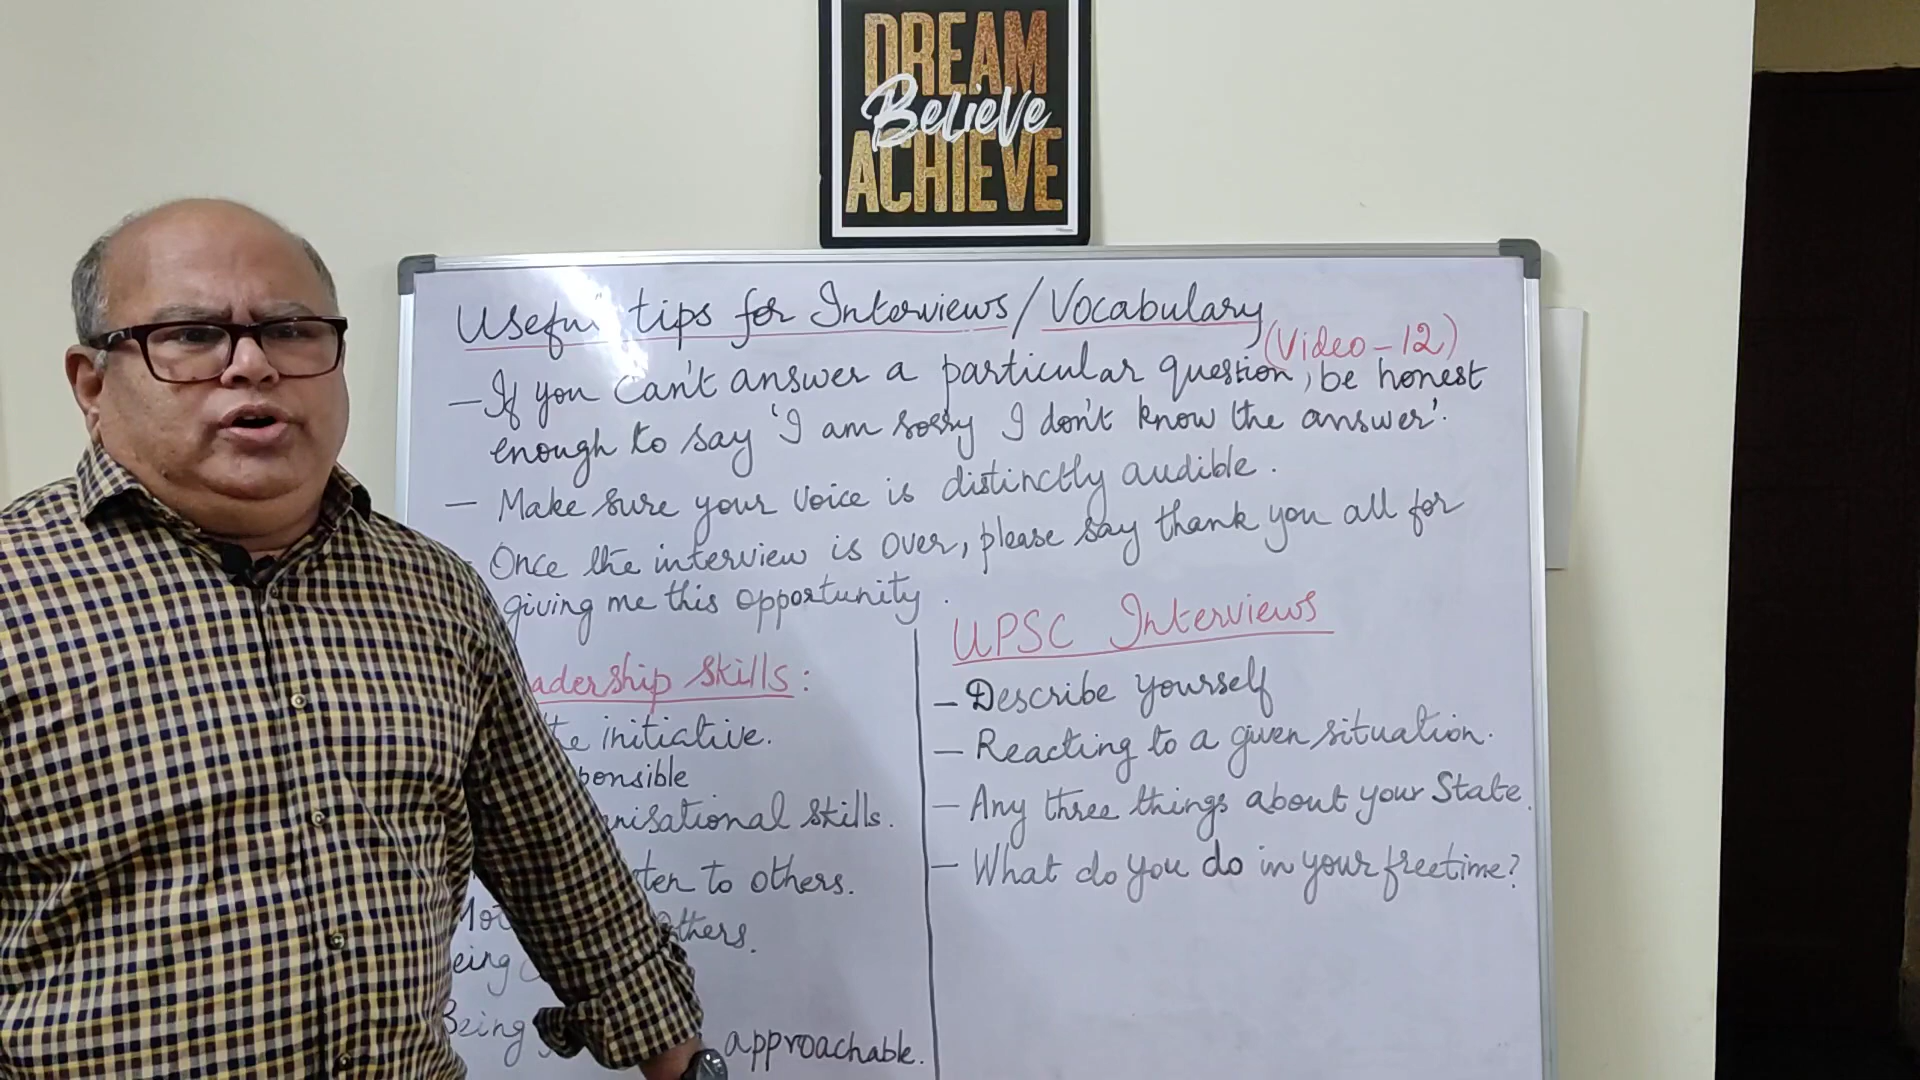 DREAM
Believe
ACHIEVE
Useful tips for Interviews/Vocabulary
(Video-12)
- If you can't answer a particular question, be honest
enough to say 'I am sorry I don't know the answer'.
- Make sure your voice is distinctly audible.
- Once the interview is over, please say thank you all for
giving me this opportunity.
adership skills:
te initiative.
ponsible
nisational skills.
ten to others.
Mot thers.
eing
Being approachable.
UPSC Interviews
- Describe yourself
- Reacting to a given situation.
- Any three things about your State.
- What do you do in your freetime?